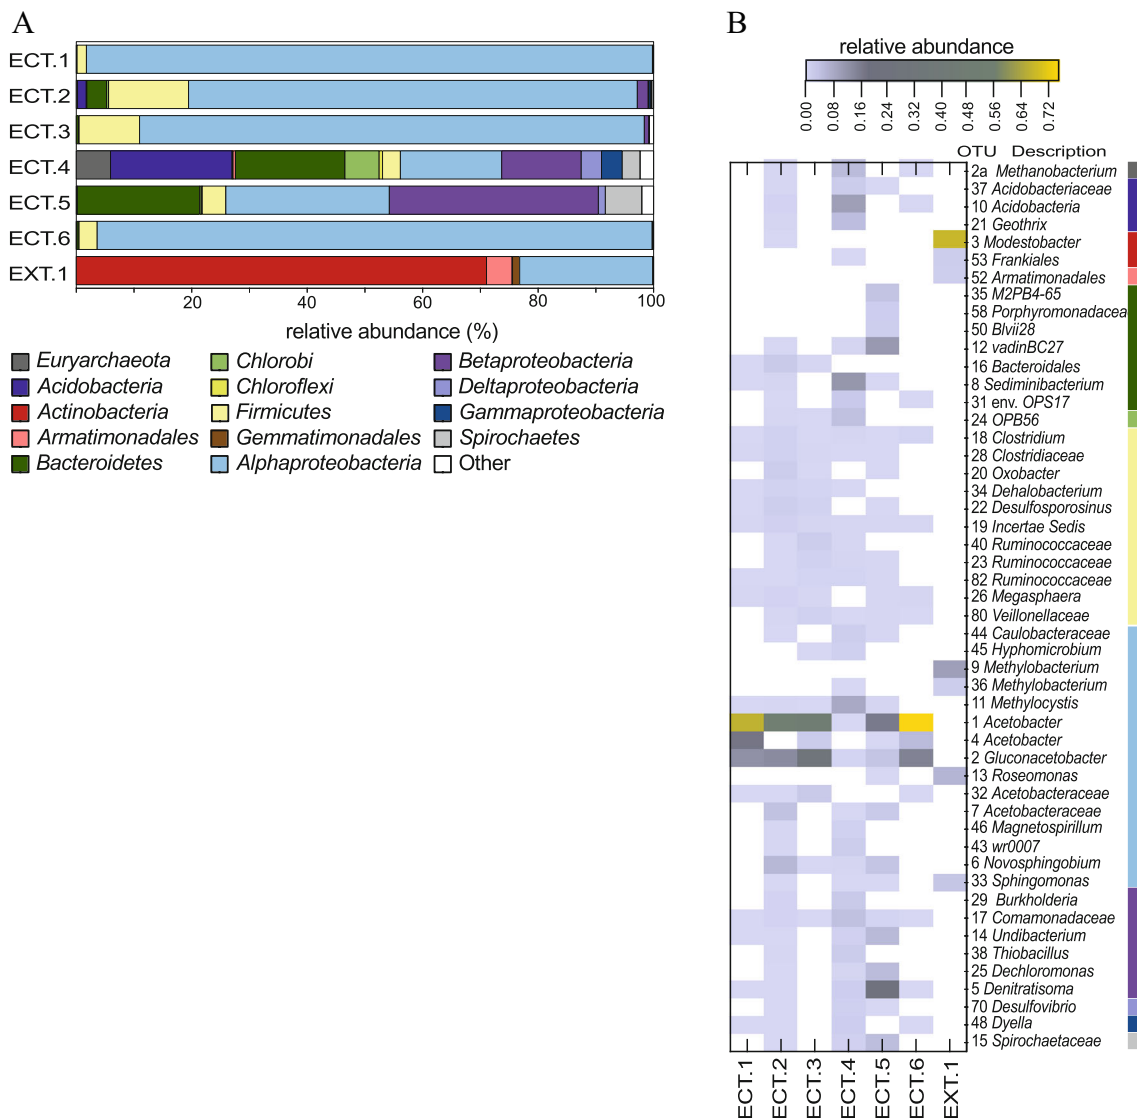 A
ECT.1
ECT.2
ECT.3
ECT.4
ECT.5
ECT.6
EXT.1
20 40 60 80 100
relative abundance (%)
Euryarchaeota Chlorobi Betaproteobacteria
Acidobacteria Chloroflexi Deltaproteobacteria
Actinobacteria Firmicutes Gammaproteobacteria
Armatimonadales Gemmatimonadales Spirochaetes
Bacteroidetes Alphaproteobacteria Other
B
relative abundance
0.00 0.08 0.16 0.24 0.32 0.40 0.48 0.56 0.64 0.72
OTU Description
2a Methanobacterium
37 Acidobacteriaceae
10 Acidobacteria
21 Geothrix
3 Modestobacter
53 Frankiales
52 Armatimonadales
35 M2PB4-65
58 Porphyromonadacea
50 Blvii28
12 vadinBC27
16 Bacteroidales
8 Sediminibacterium
31 env. OPS17
24 OPB56
18 Clostridium
28 Clostridiaceae
20 Oxobacter
34 Dehalobacterium
22 Desulfosporosinus
19 Incertae Sedis
40 Ruminococcaceae
23 Ruminococcaceae
82 Ruminococcaceae
26 Megasphaera
80 Veillonellaceae
44 Caulobacteraceae
45 Hyphomicrobium
9 Methylobacterium
36 Methylobacterium
11 Methylocystis
1 Acetobacter
4 Acetobacter
2 Gluconacetobacter
13 Roseomonas
32 Acetobacteraceae
7 Acetobacteraceae
46 Magnetospirillum
43 wr0007
6 Novosphingobium
33 Sphingomonas
29 Burkholderia
17 Comamonadaceae
14 Undibacterium
38 Thiobacillus
25 Dechloromonas
5 Denitratisoma
70 Desulfovibrio
48 Dyella
15 Spirochaetaceae
ECT.1 ECT.2 ECT.3 ECT.4 ECT.5 ECT.6 EXT.1